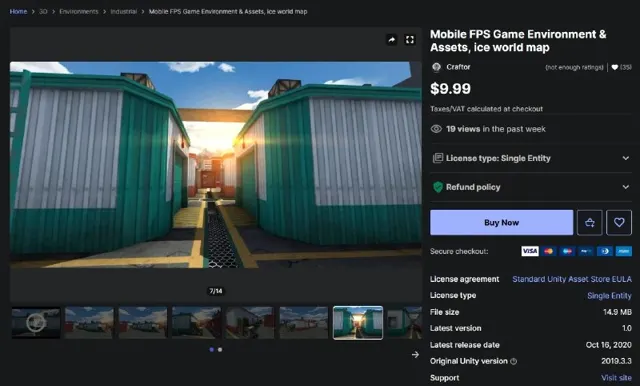 Home > 3D > Environments > Industrial > Mobile FPS Game Environment & Assets, ice world map
Mobile FPS Game Environment &
Assets, ice world map
Craftor
(not enough ratings)
(35)
$9.99
Taxes/VAT calculated at checkout
19 views in the past week
License type: Single Entity
Refund policy
Buy Now
Secure checkout:
VISA
7/14
License agreement Standard Unity Asset Store EULA
License type Single Entity
File size 14.9 MB
Latest version 1.0
Latest release date Oct 16, 2020
Original Unity version 2019.3.3
Support Visit site